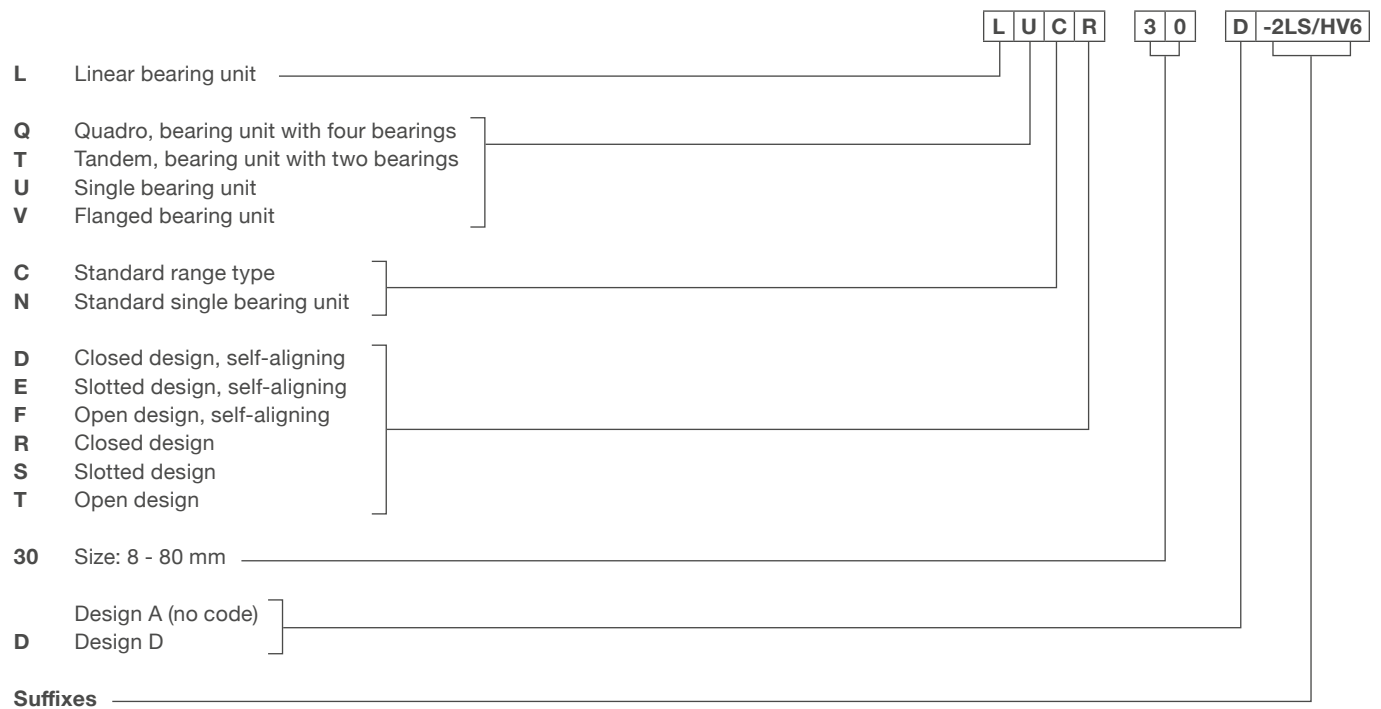 L U C R 3 0 D -2LS/HV6
L Linear bearing unit
Q Quadro, bearing unit with four bearings
T Tandem, bearing unit with two bearings
U Single bearing unit
V Flanged bearing unit
C Standard range type
N Standard single bearing unit
D Closed design, self-aligning
E Slotted design, self-aligning
F Open design, self-aligning
R Closed design
S Slotted design
T Open design
30 Size: 8 - 80 mm
Design A (no code)
D Design D
Suffixes